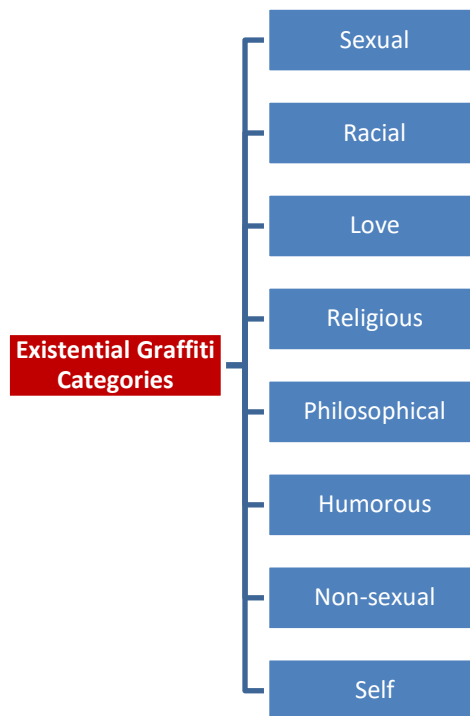 Sexual
Racial
Love
Religious
Existential Graffiti
Categories
Philosophical
Humorous
Non-sexual
Self